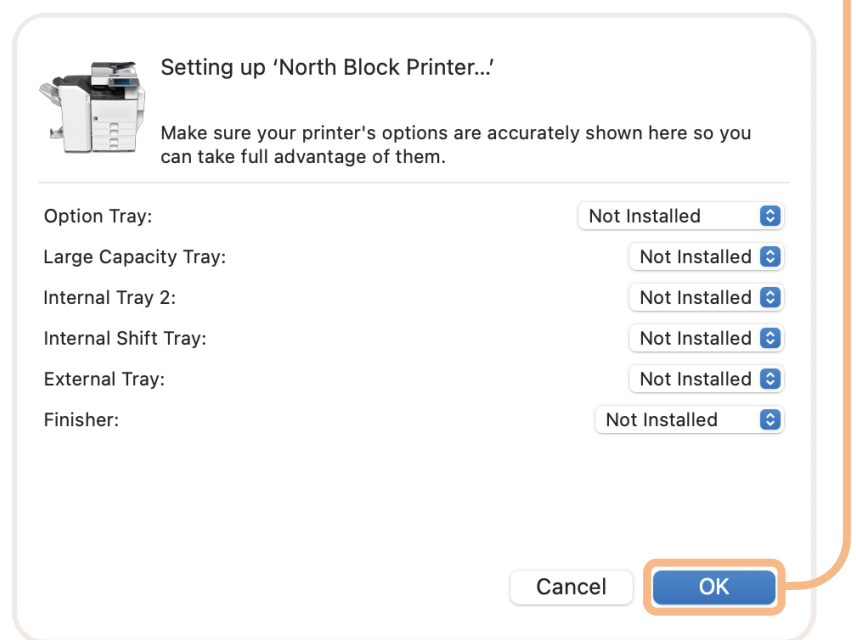 Setting up ‘North Block Printer...’
Make sure your printer's options are accurately shown here so you
can take full advantage of them.
Option Tray: Not Installed
Large Capacity Tray: Not Installed
Internal Tray 2: Not Installed
Internal Shift Tray: Not Installed
External Tray: Not Installed
Finisher: Not Installed
Cancel OK